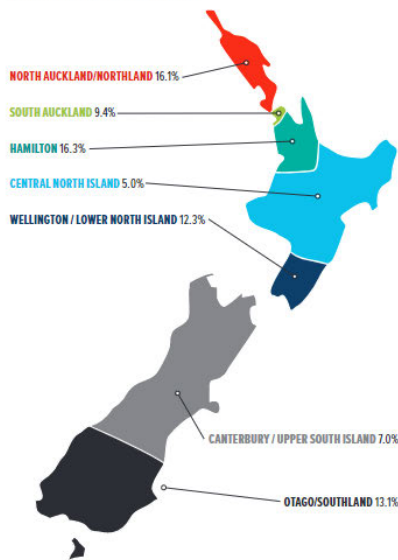 NORTH AUCKLAND/NORTHLAND 16.1%
SOUTH AUCKLAND 9.4%
HAMILTON 16.3%
CENTRAL NORTH ISLAND 5.0%
WELLINGTON / LOWER NORTH ISLAND 12.3%
CANTERBURY / UPPER SOUTH ISLAND 7.0%
OTAGO/SOUTHLAND 13.1%